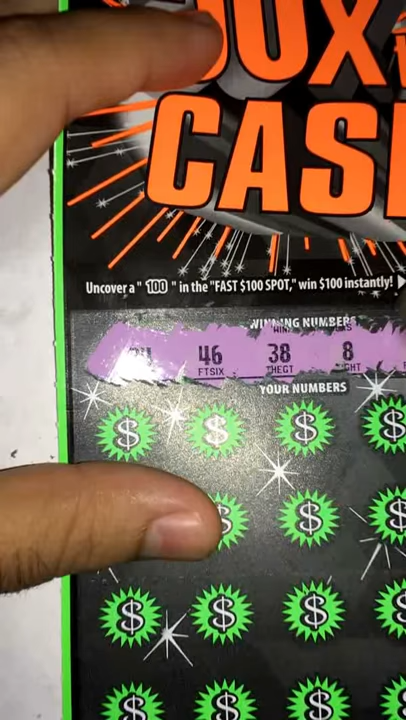 00X
CAS
Uncover a "100" in the "FAST $100 SPOT," win $100 instantly!
WINNING NUMBERS
46 38 8
FTSIX THEGT
YOUR NUMBERS
$ $ $ $
$ $ $
$ $ $ $
$ $ $ $